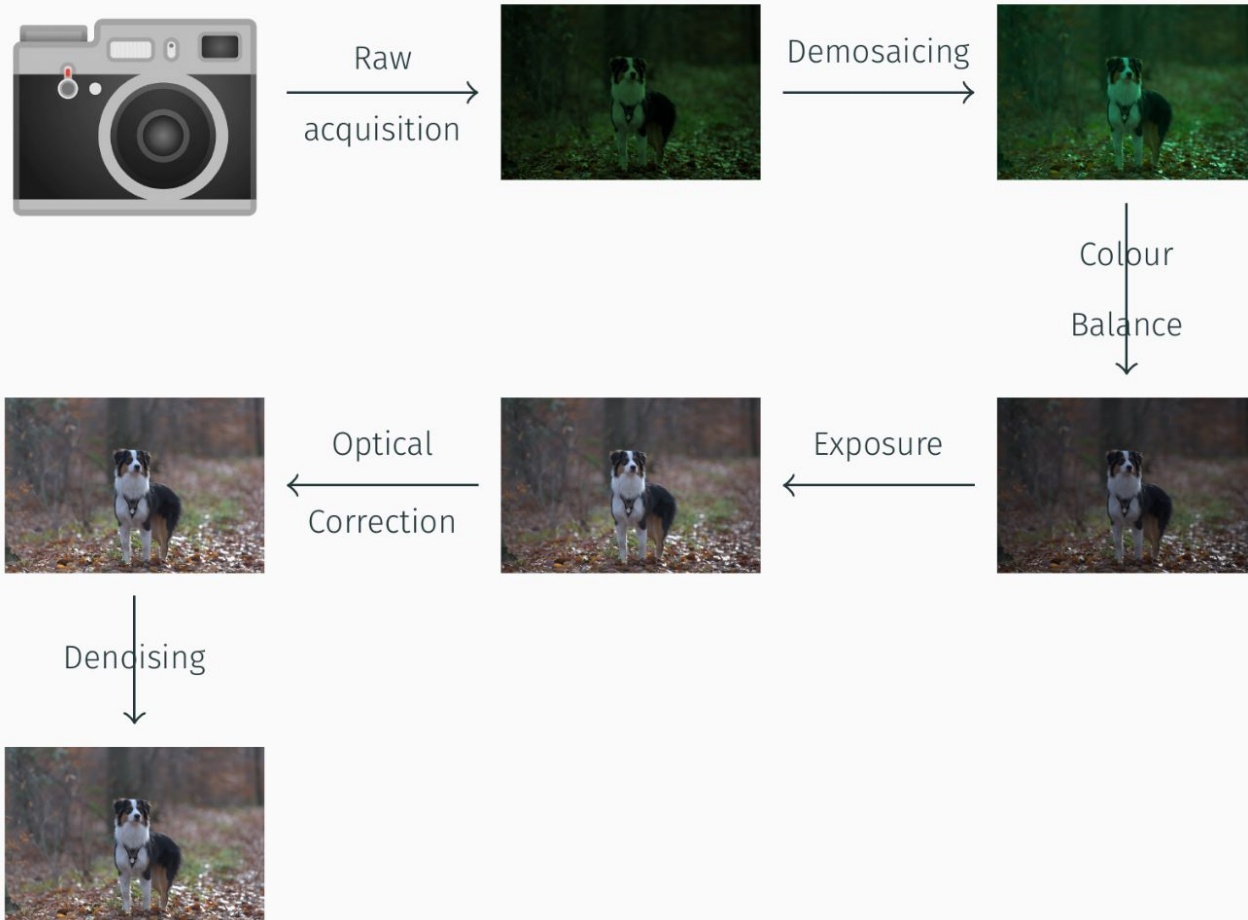 Raw
acquisition
Demosaicing
Colour
Balance
Exposure
Optical
Correction
Denoising